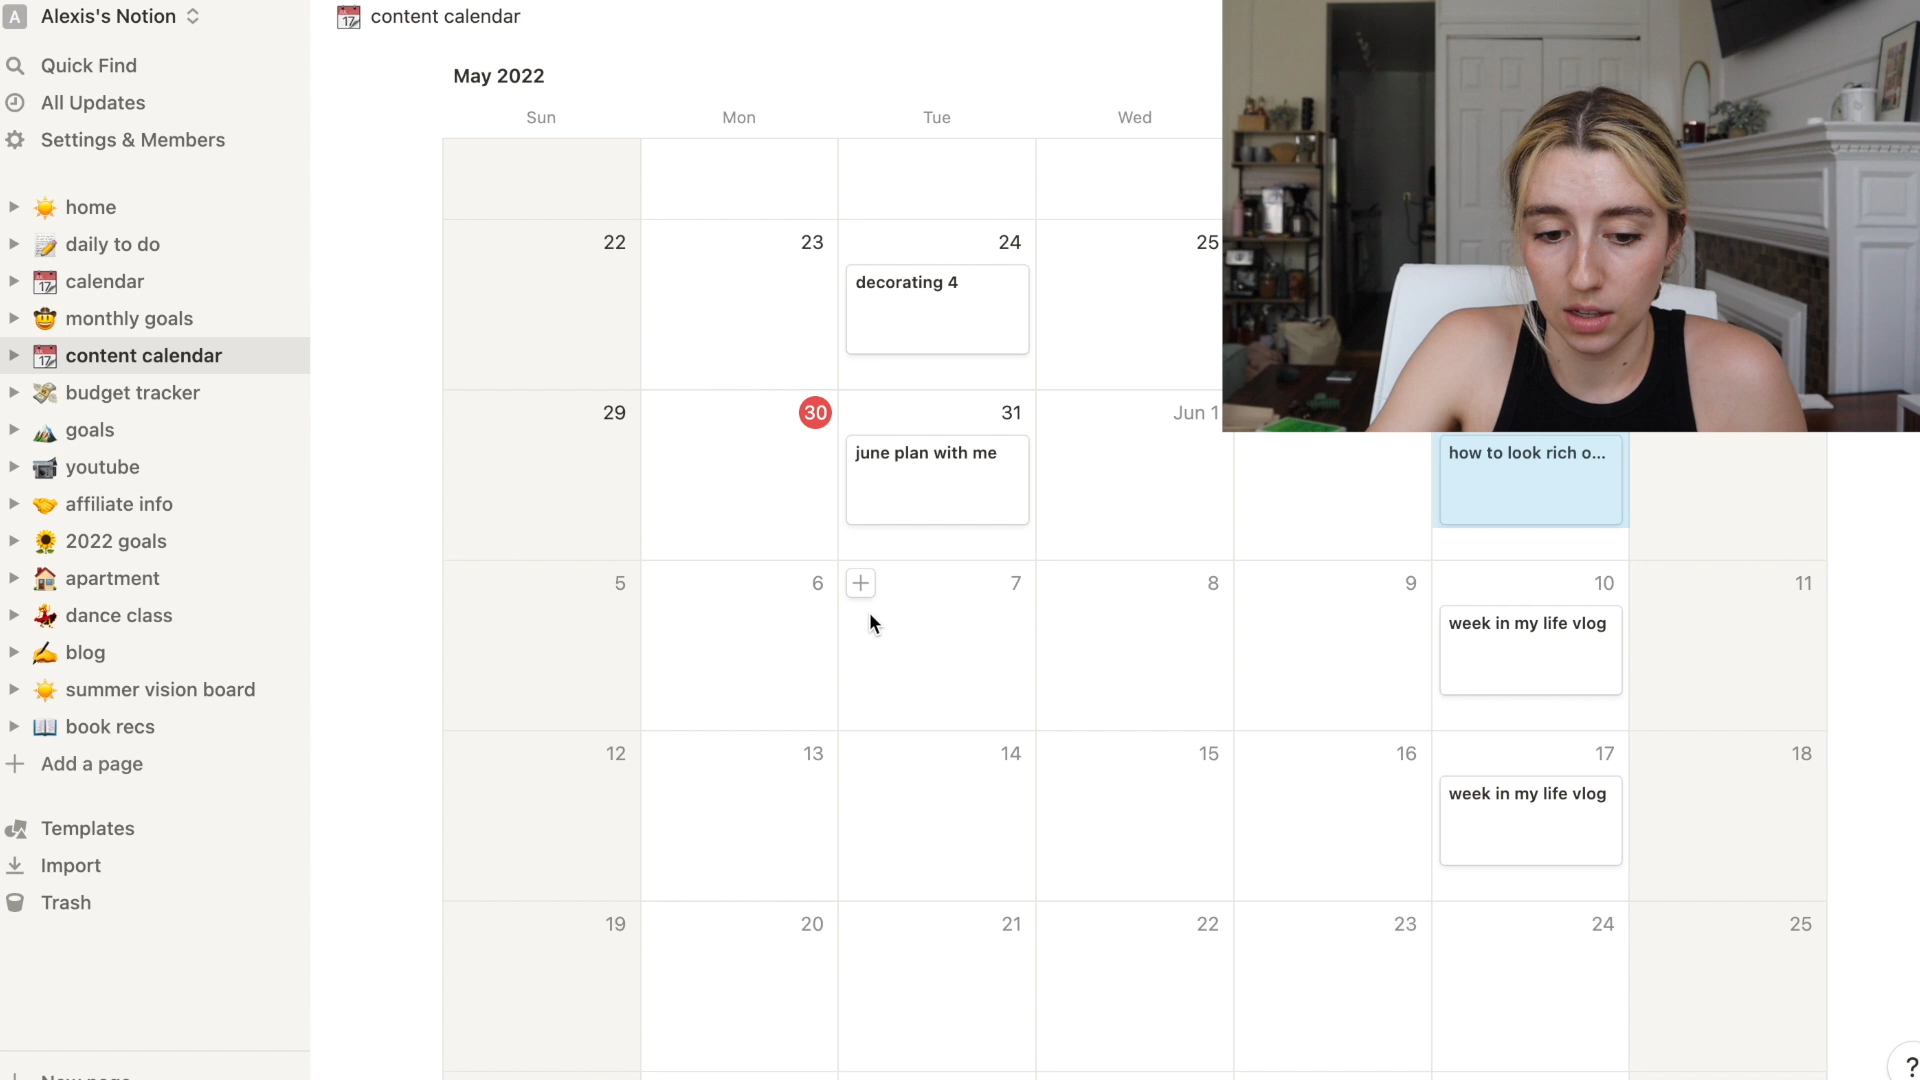 A Alexis's Notion
Quick Find
All Updates
Settings & Members
home
daily to do
17 calendar
monthly goals
17 content calendar
budget tracker
goals
youtube
affiliate info
2022 goals
apartment
dance class
blog
summer vision board
book recs
Add a page
Templates
Import
Trash
17 content calendar
May 2022
Sun Mon Tue Wed
22 23 24 25
decorating 4
29 30 31 Jun 1
june plan with me
how to look rich o...
5 6 + 7 8 9 10 11
week in my life vlog
12 13 14 15 16 17 18
week in my life vlog
19 20 21 22 23 24 25
?